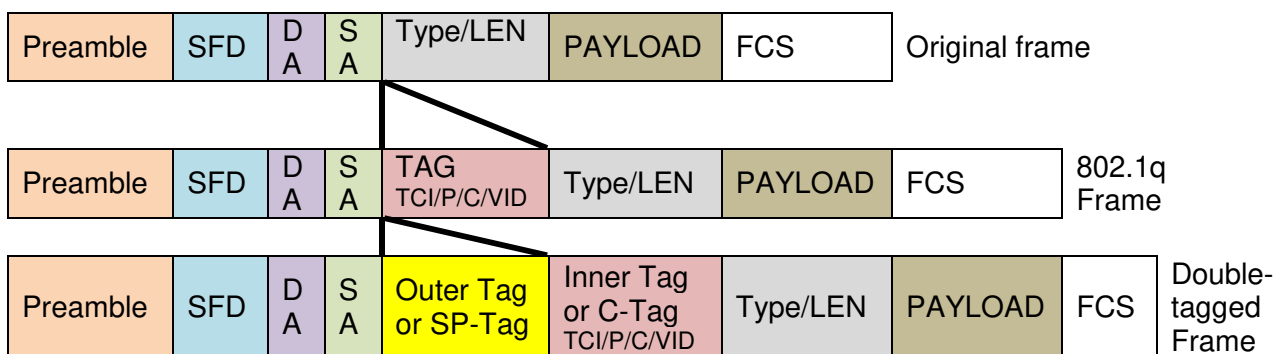 Preamble SFD D A S A Type/LEN PAYLOAD FCS Original frame
Preamble SFD D A S A TAG TCI/P/C/VID Type/LEN PAYLOAD FCS 802.1q Frame
Preamble SFD D A S A Outer Tag or SP-Tag Inner Tag or C-Tag TCI/P/C/VID Type/LEN PAYLOAD FCS Double-tagged Frame